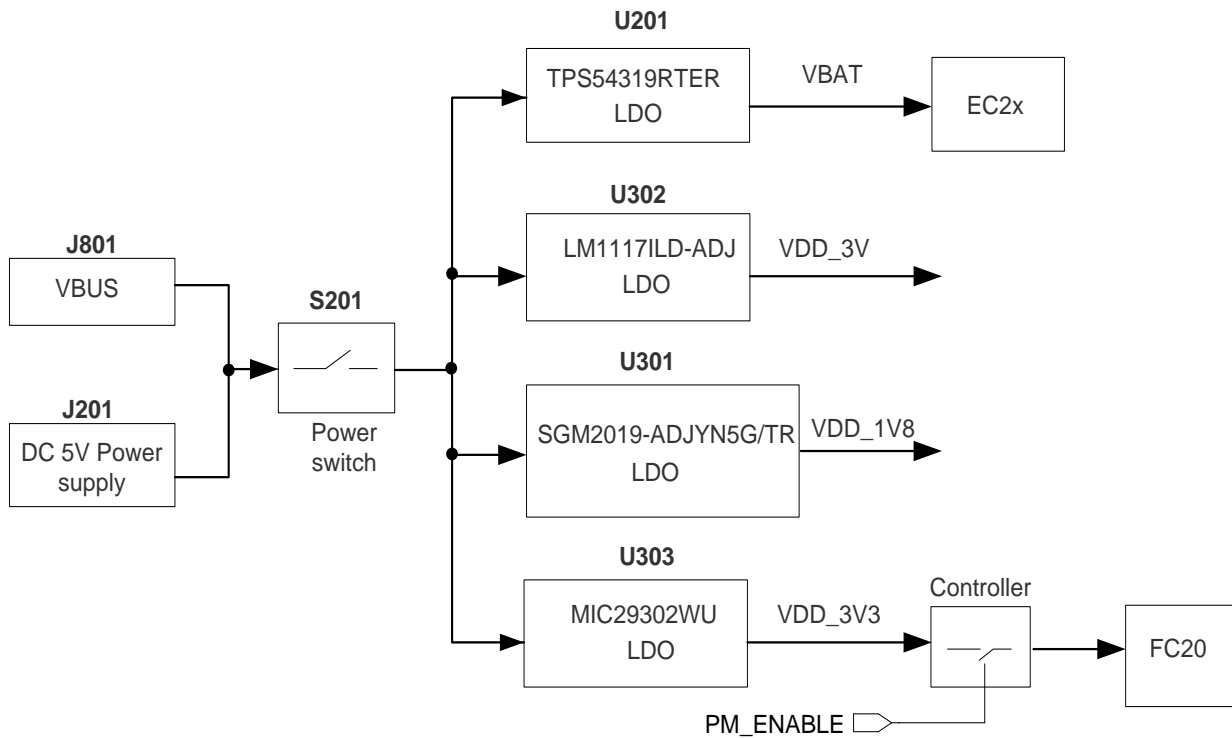 U201
TPS54319RTER
LDO
VBAT
EC2x
U302
LM1117ILD-ADJ
LDO
VDD_3V
J801
VBUS
S201
Power
switch
J201
DC 5V Power
supply
U301
SGM2019-ADJYN5G/TR
LDO
VDD_1V8
U303
MIC29302WU
LDO
VDD_3V3
Controller
FC20
PM_ENABLE